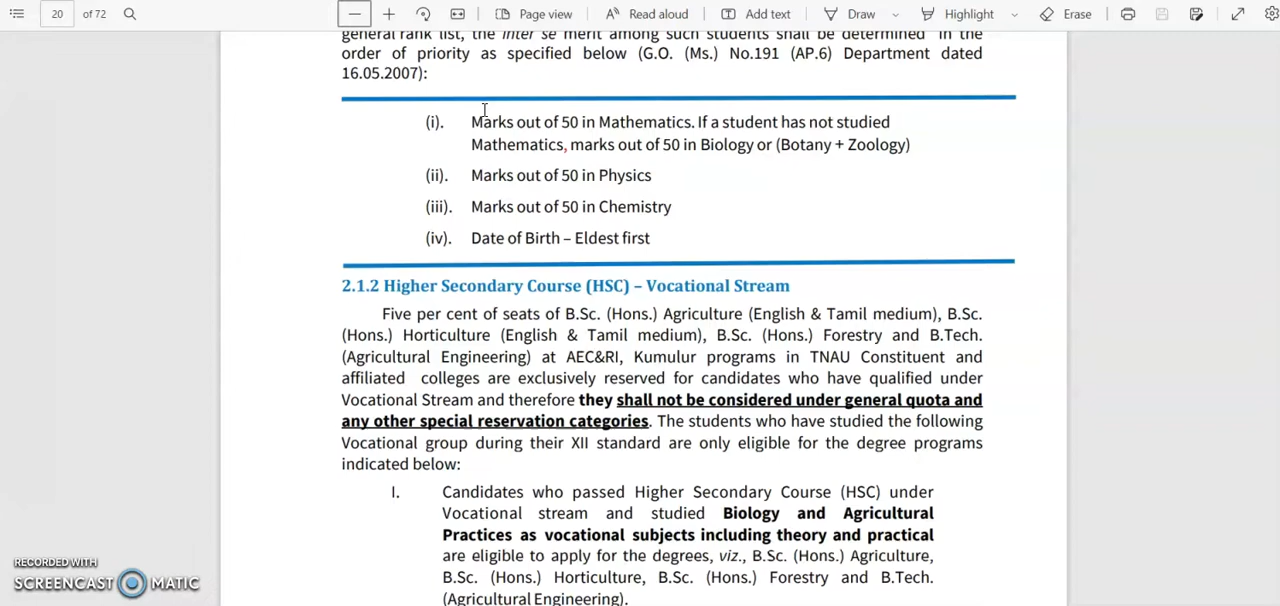 20 of 72 Page view Read aloud Add text Draw Highlight Erase
general rank list, the inter se merit among such students shall be determined in the
order of priority as specified below (G.O. (Ms.) No.191 (AP.6) Department dated
16.05.2007):
(i). Marks out of 50 in Mathematics. If a student has not studied
Mathematics, marks out of 50 in Biology or (Botany + Zoology)
(ii). Marks out of 50 in Physics
(iii). Marks out of 50 in Chemistry
(iv). Date of Birth – Eldest first
2.1.2 Higher Secondary Course (HSC) – Vocational Stream
Five per cent of seats of B.Sc. (Hons.) Agriculture (English & Tamil medium), B.Sc.
(Hons.) Horticulture (English & Tamil medium), B.Sc. (Hons.) Forestry and B.Tech.
(Agricultural Engineering) at AEC&RI, Kumulur programs in TNAU Constituent and
affiliated colleges are exclusively reserved for candidates who have qualified under
Vocational Stream and therefore they shall not be considered under general quota and
any other special reservation categories. The students who have studied the following
Vocational group during their XII standard are only eligible for the degree programs
indicated below:
I. Candidates who passed Higher Secondary Course (HSC) under
Vocational stream and studied Biology and Agricultural
Practices as vocational subjects including theory and practical
are eligible to apply for the degrees, viz., B.Sc. (Hons.) Agriculture,
B.Sc. (Hons.) Horticulture, B.Sc. (Hons.) Forestry and B.Tech.
(Agricultural Engineering).
RECORDED WITH
SCREENCAST MATIC